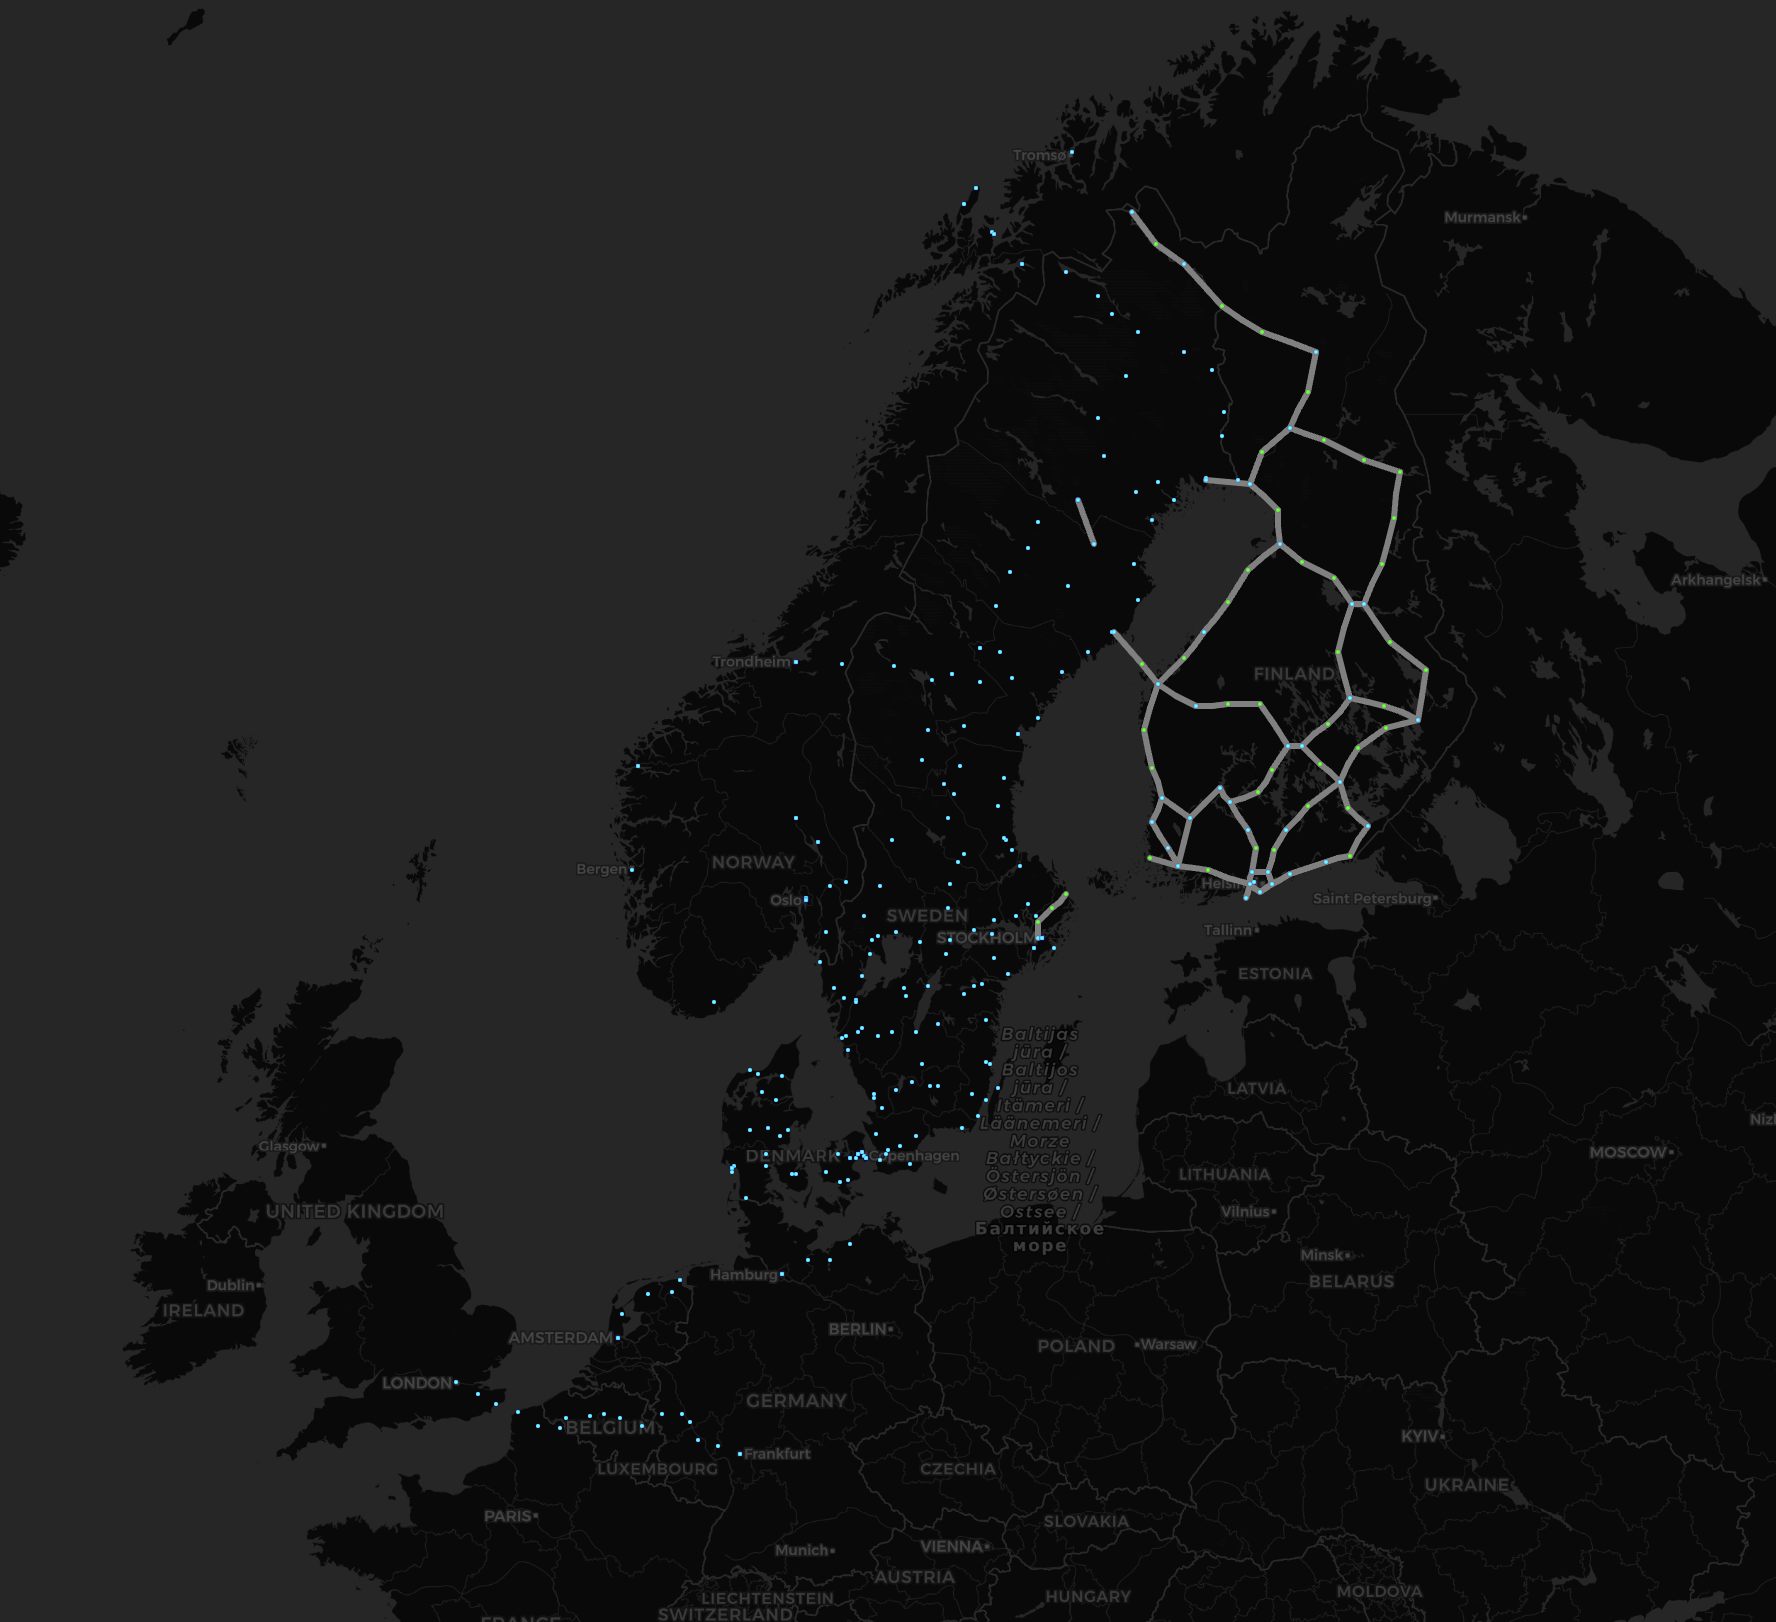 Tromsø
Murmansk
Arkhangelsk
Trondheim
FINLAND
NORWAY
Bergen
Oslo
SWEDEN
Helsin
Saint Petersburg
STOCKHOLM
Tallinn
ESTONIA
Baltijas
jūra /
Baltijos
jūra /
Itämeri /
Läänemeri /
Morze
Bałtyckie /
Östersjön /
Østersøen /
Ostsee /
Балтийское
море
LATVIA
Nizh
Glasgow
DENMARK
Copenhagen
MOSCOW
LITHUANIA
UNITED KINGDOM
Vilnius
Minsk
Dublin
Hamburg
BELARUS
IRELAND
AMSTERDAM
BERLIN
POLAND
Warsaw
LONDON
GERMANY
BELGIUM
KYIV
Frankfurt
LUXEMBOURG
CZECHIA
UKRAINE
PARIS
SLOVAKIA
Munich
VIENNA
AUSTRIA
MOLDOVA
LIECHTENSTEIN
HUNGARY
SWITZERLAND
FRANCE